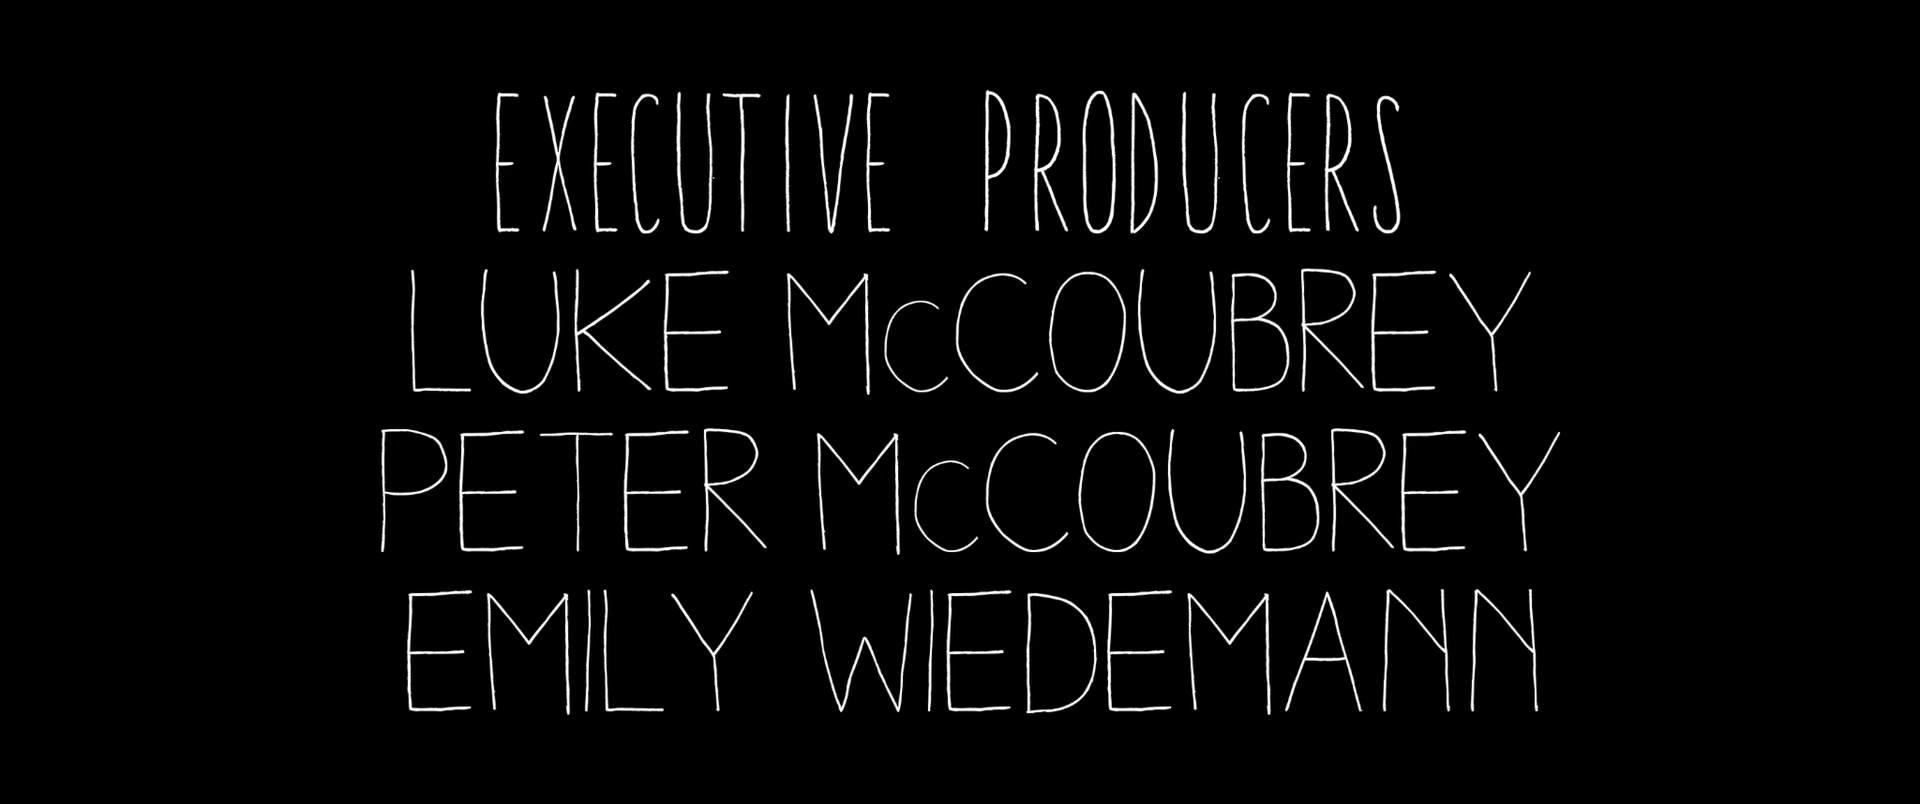 EXECUTIVE PRODUCERS
LUKE McCOUBREY
PETER McCOUBREY
EMILY WIEDEMANN